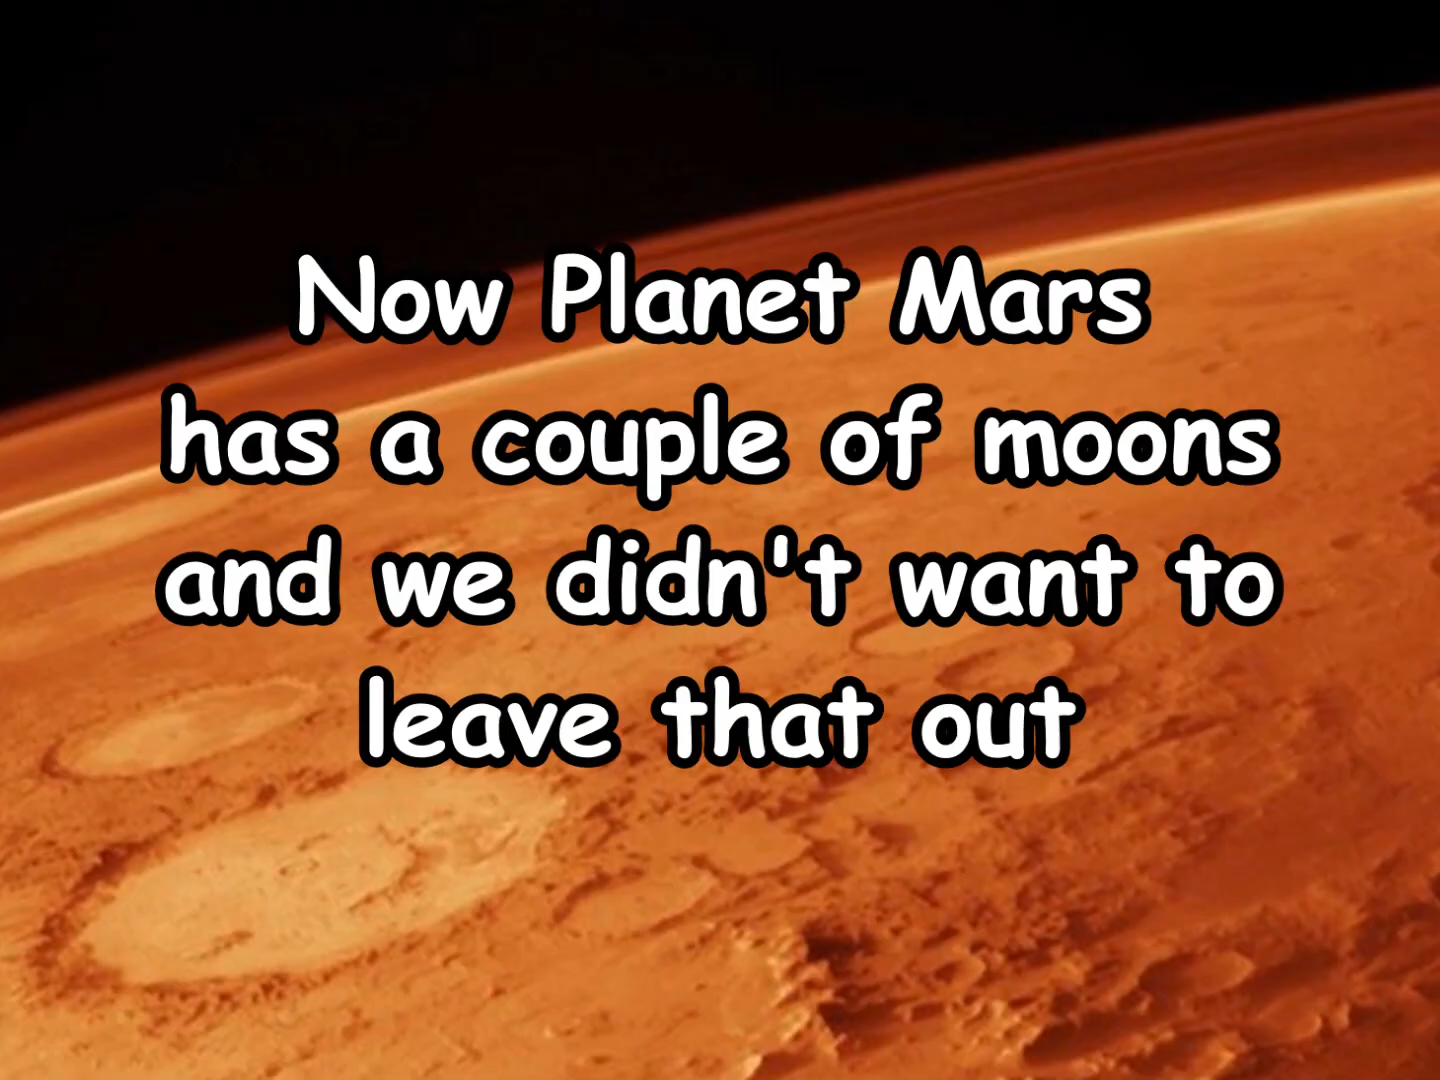 Now Planet Mars
has a couple of moons
and we didn't want to
leave that out